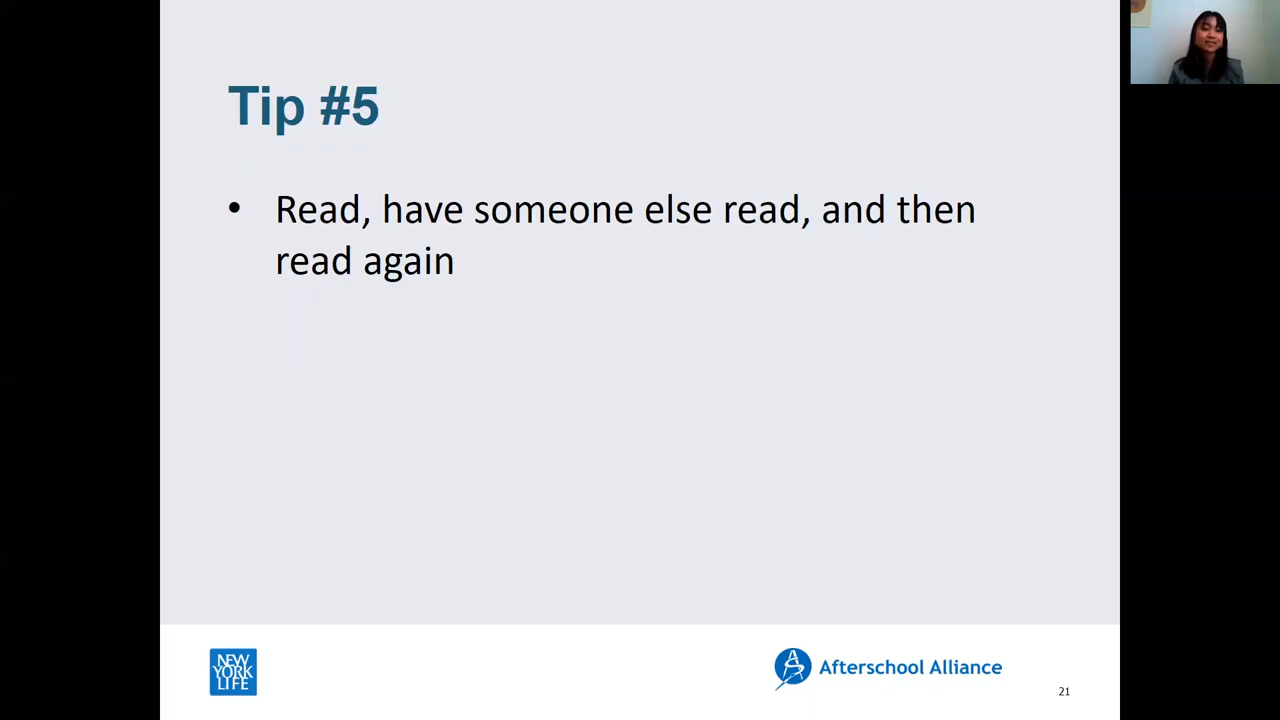 Tip #5
• Read, have someone else read, and then
read again
NEW
YORK
LIFE
Afterschool Alliance
21